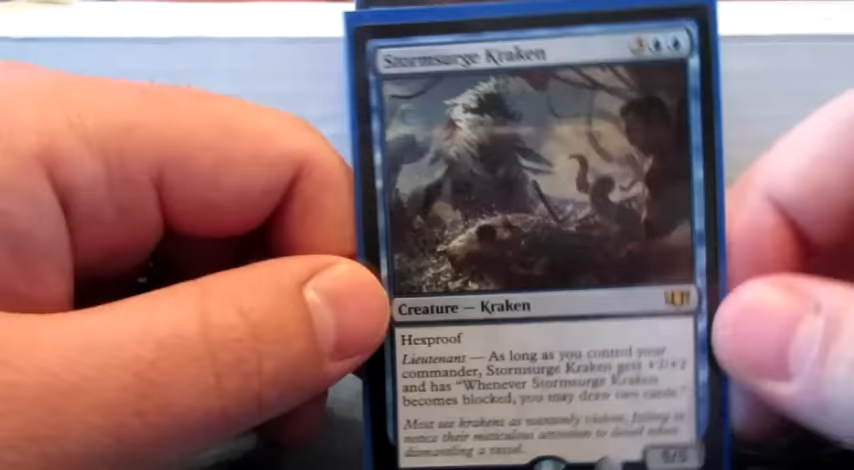 Stormsurge Kraken 3
Creature — Kraken
Hexproof
Lieutenant — As long as you control your
commander, Stormsurge Kraken gets +2/+2
and has “Whenever Stormsurge Kraken
becomes blocked, you may draw two cards.”
Most see krakens as wantonly violent, failing to
notice their meticulous attention to detail when
dismantling a vessel.
5/5